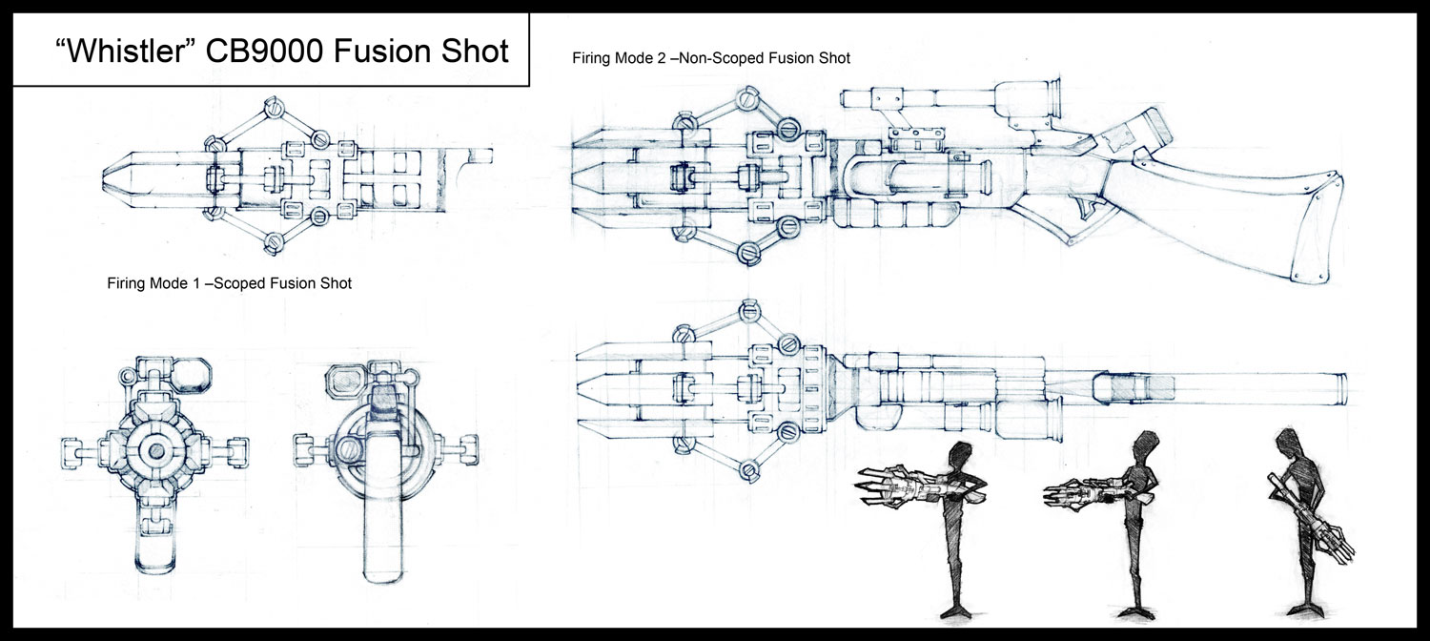 “Whistler” CB9000 Fusion Shot
Firing Mode 2 –Non-Scoped Fusion Shot
Firing Mode 1 –Scoped Fusion Shot